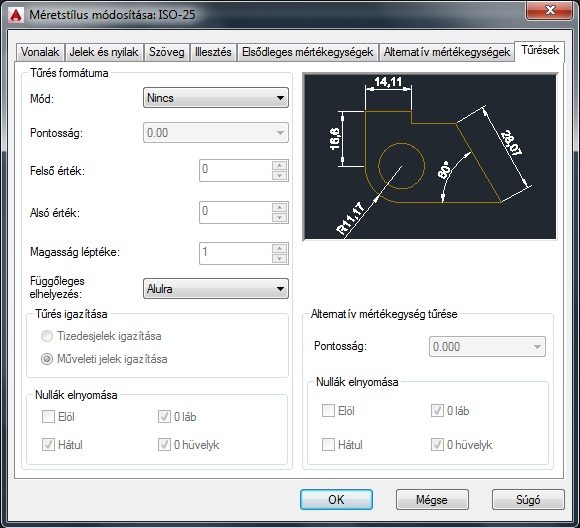 Méretstílus módosítása: ISO-25
Vonalak
Jelek és nyilak
Szöveg
Illesztés
Elsődleges mértékegységek
Alternatív mértékegységek
Tűrések
Tűrés formátuma
Mód:
Nincs
Pontosság:
0.00
Felső érték:
0
Alsó érték:
0
Magasság léptéke:
1
Függőleges
elhelyezés:
Alulra
Tűrés igazítása
Tizedesjelek igazítása
Műveleti jelek igazítása
Nullák elnyomása
Elöl
0 láb
Hátul
0 hüvelyk
14,11
16,6
28,07
60°
R11,17
Alternatív mértékegység tűrése
Pontosság:
0.000
Nullák elnyomása
Elöl
0 láb
Hátul
0 hüvelyk
OK
Mégse
Súgó